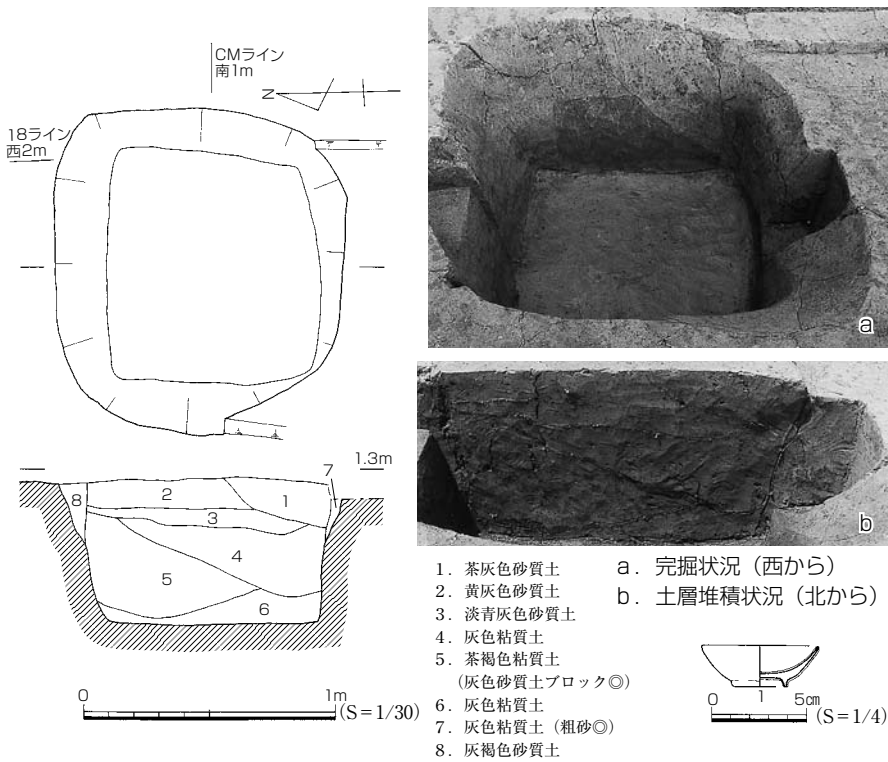 CMライン
南1m
N
18ライン
西2m
1.3m
7
8
2
1
3
4
5
6
0 1m
(S=1/30)
a
b
1. 茶灰色砂質土
2. 黄灰色砂質土
3. 淡青灰色砂質土
4. 灰色粘質土
5. 茶褐色粘質土
(灰色砂質土ブロック◎)
6. 灰色粘質土
7. 灰色粘質土(粗砂◎)
8. 灰褐色砂質土
a. 完掘状況(西から)
b. 土層堆積状況(北から)
0 1 5㎝
(S=1/4)